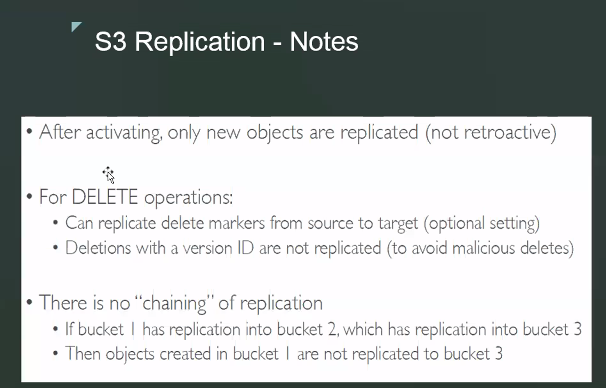 S3 Replication - Notes
• After activating, only new objects are replicated (not retroactive)
• For DELETE operations:
• Can replicate delete markers from source to target (optional setting)
• Deletions with a version ID are not replicated (to avoid malicious deletes)
• There is no “chaining” of replication
• If bucket 1 has replication into bucket 2, which has replication into bucket 3
• Then objects created in bucket 1 are not replicated to bucket 3